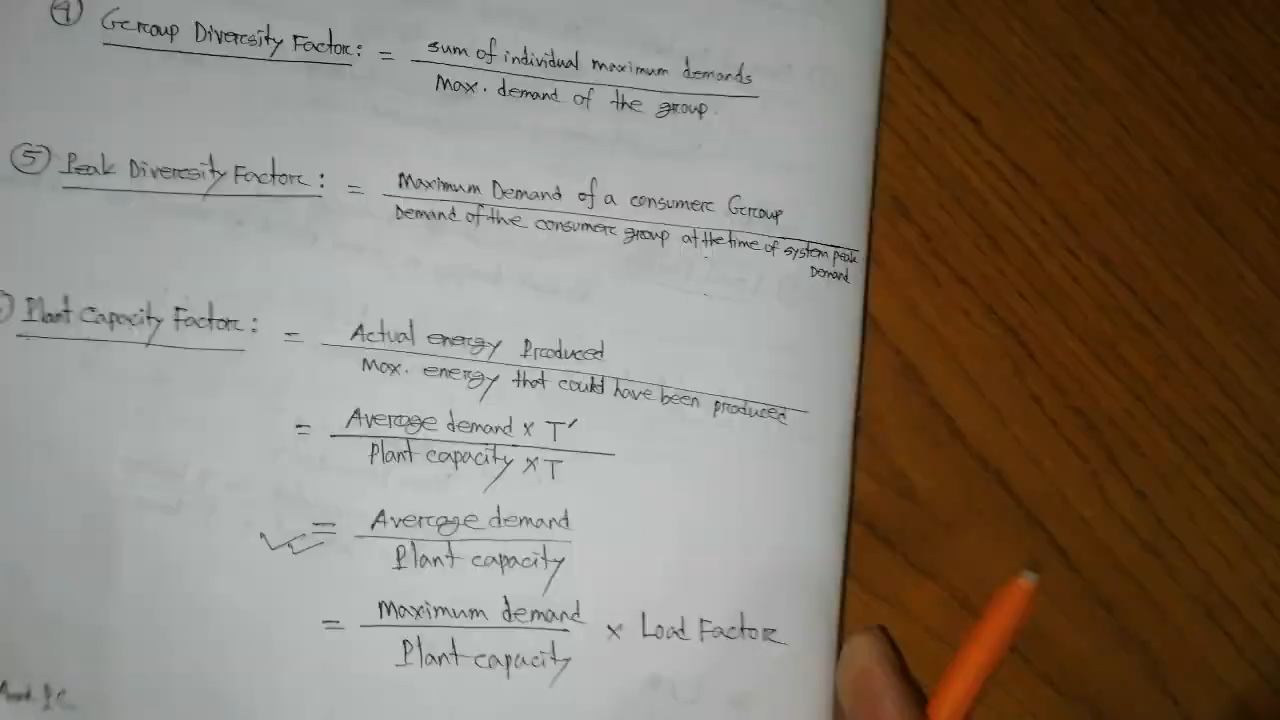 ④ Group Diversity Factor: = sum of individual maximum demands
Max. demand of the group.
⑤ Peak Diversity Factor: = Maximum Demand of a consumer Group
Demand of the consumer group at the time of system peak
Demand
Plant Capacity Factor: = Actual energy Produced
Max. energy that could have been produced
= Average demand × T'
Plant capacity × T
= Average demand
Plant capacity
= Maximum demand × Load Factor
Plant capacity